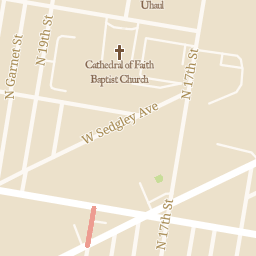 Uhaul
N Garnet St
N 19th St
Cathedral of Faith
Baptist Church
N 17th St
W Sedgley Ave
N 17th St